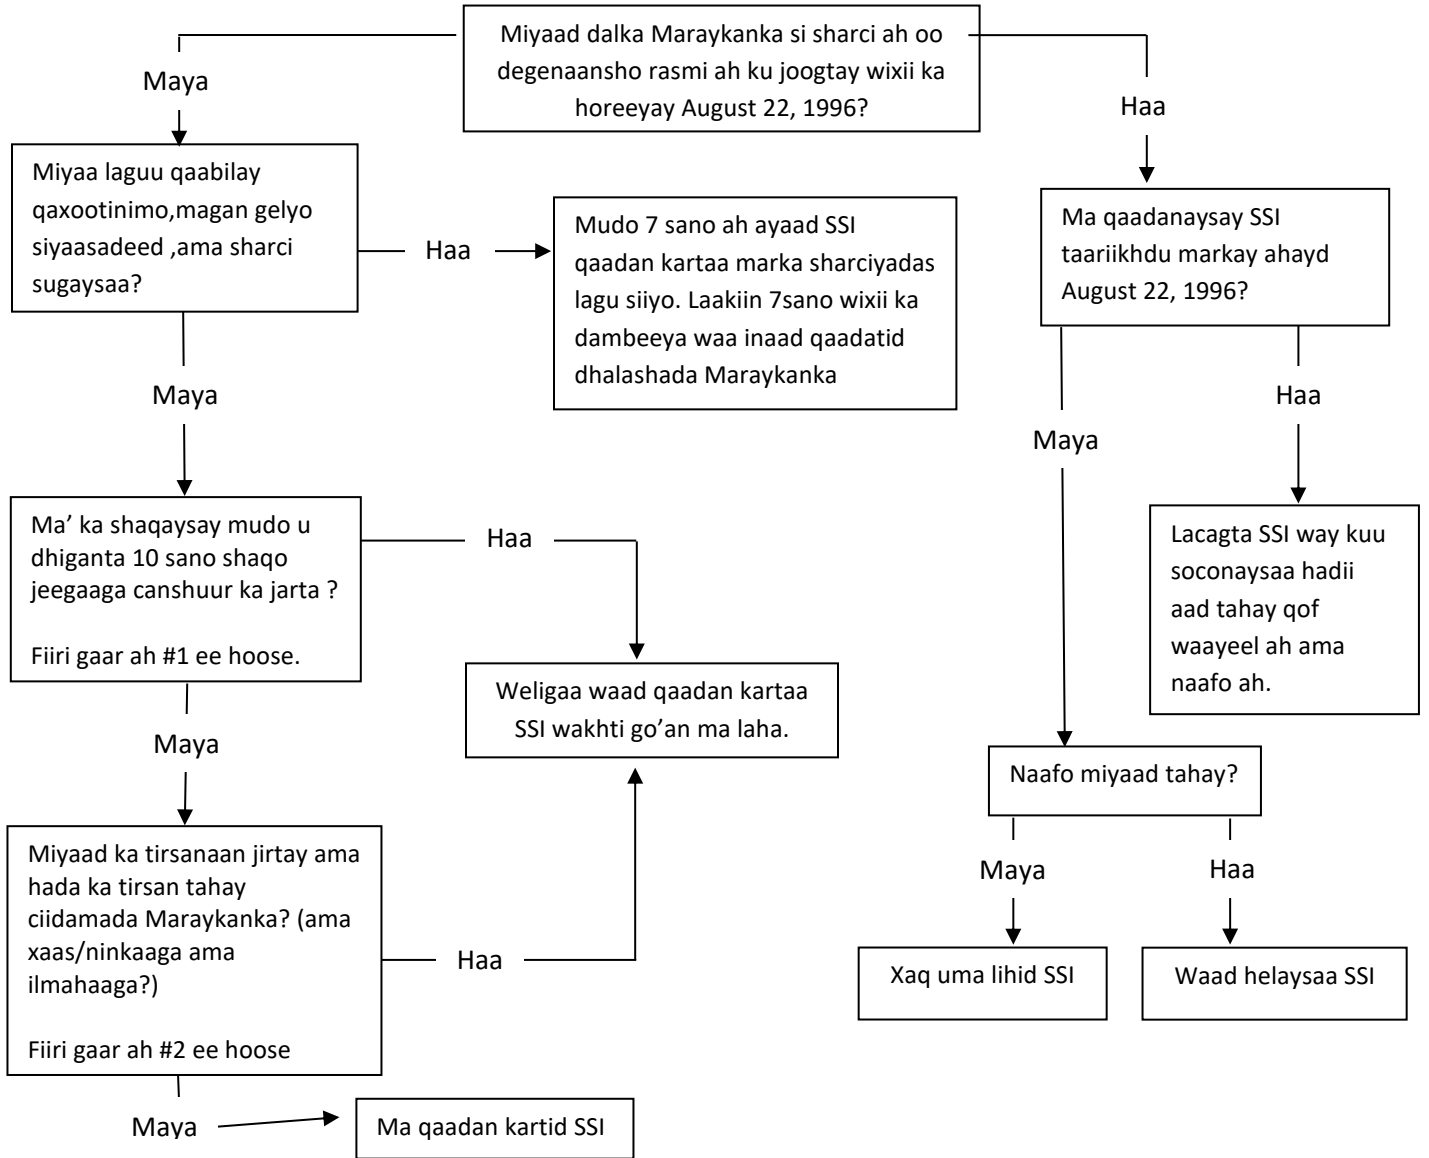 Miyaad dalka Maraykanka si sharci ah oo
degenaansho rasmi ah ku joogtay wixii ka
horeeyay August 22, 1996?
Maya
Haa
Miyaa laguu qaabilay
qaxootinimo,magan gelyo
siyaasadeed ,ama sharci
sugaysaa?
Haa
Mudo 7 sano ah ayaad SSI
qaadan kartaa marka sharciyadas
lagu siiyo. Laakiin 7sano wixii ka
dambeeya waa inaad qaadatid
dhalashada Maraykanka
Ma qaadanaysay SSI
taariikhdu markay ahayd
August 22, 1996?
Maya
Haa
Maya
Lacagta SSI way kuu
soconaysaa hadii
aad tahay qof
waayeel ah ama
naafo ah.
Ma’ ka shaqaysay mudo u
dhiganta 10 sano shaqo
jeegaaga canshuur ka jarta ?
Fiiri gaar ah #1 ee hoose.
Haa
Weligaa waad qaadan kartaa
SSI wakhti go’an ma laha.
Maya
Naafo miyaad tahay?
Maya
Haa
Xaq uma lihid SSI
Waad helaysaa SSI
Miyaad ka tirsanaan jirtay ama
hada ka tirsan tahay
ciidamada Maraykanka? (ama
xaas/ninkaaga ama
ilmahaaga?)
Fiiri gaar ah #2 ee hoose
Haa
Maya
Ma qaadan kartid SSI